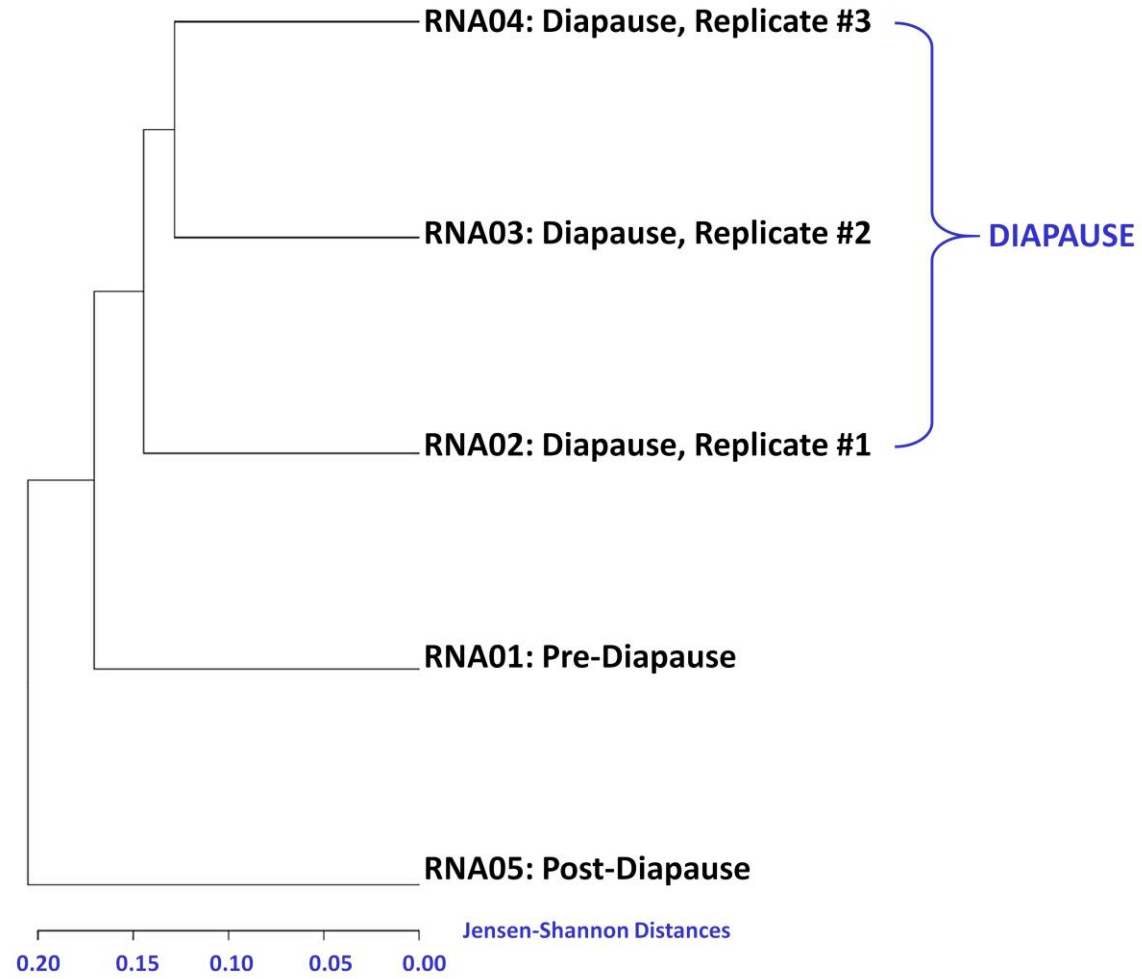 RNA04: Diapause, Replicate #3
RNA03: Diapause, Replicate #2
DIAPAUSE
RNA02: Diapause, Replicate #1
RNA01: Pre-Diapause
RNA05: Post-Diapause
Jensen-Shannon Distances
0.20 0.15 0.10 0.05 0.00